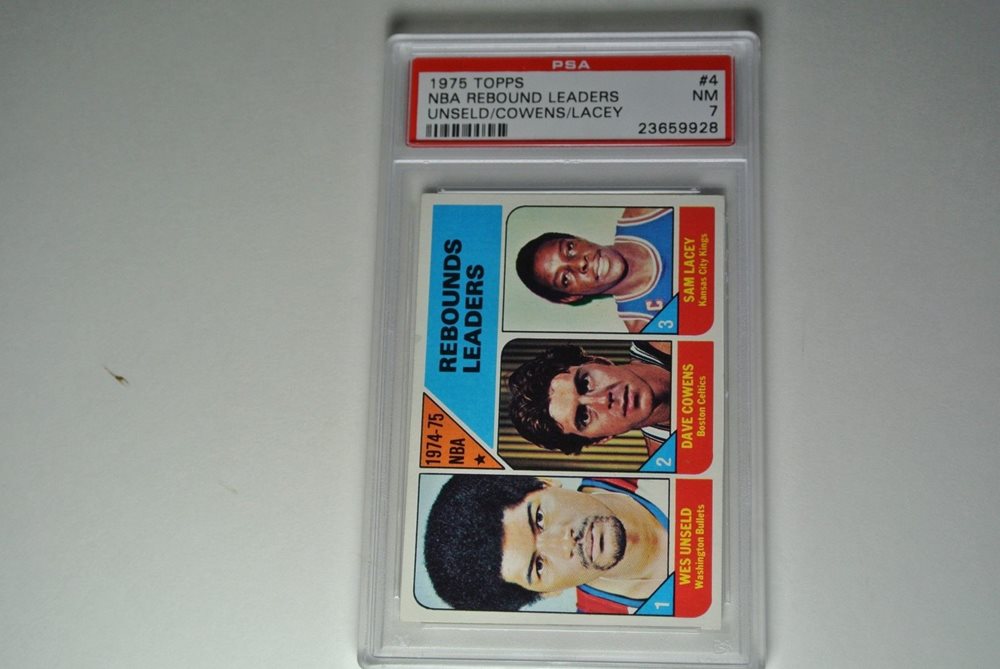 PSA
1975 TOPPS #4
NBA REBOUND LEADERS NM
UNSELD/COWENS/LACEY 7
23659928
1974-75
NBA
REBOUNDS
LEADERS
1
WES UNSELD
Washington Bullets
2
DAVE COWENS
Boston Celtics
3
SAM LACEY
Kansas City Kings
C